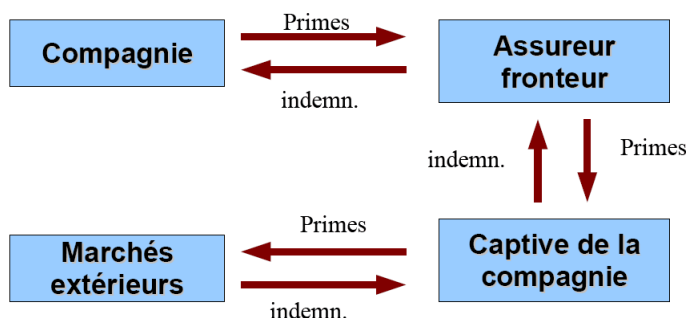 Primes
Compagnie
Assureur
fronteur
indemn.
indemn.
Primes
Primes
Marchés
extérieurs
Captive de la
compagnie
indemn.